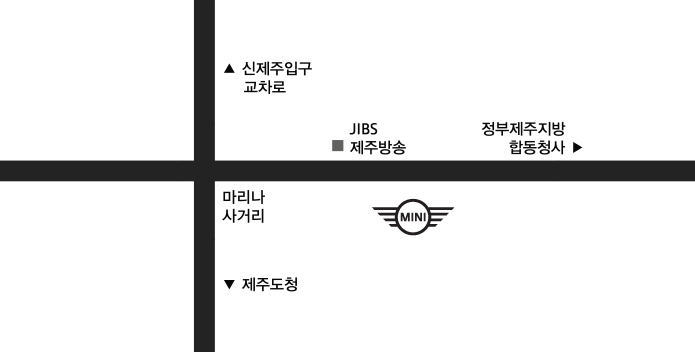 ▲ 신제주입구
교차로
JIBS
제주방송
정부제주지방
합동청사 ▶
마리나
사거리
MINI
▼ 제주도청